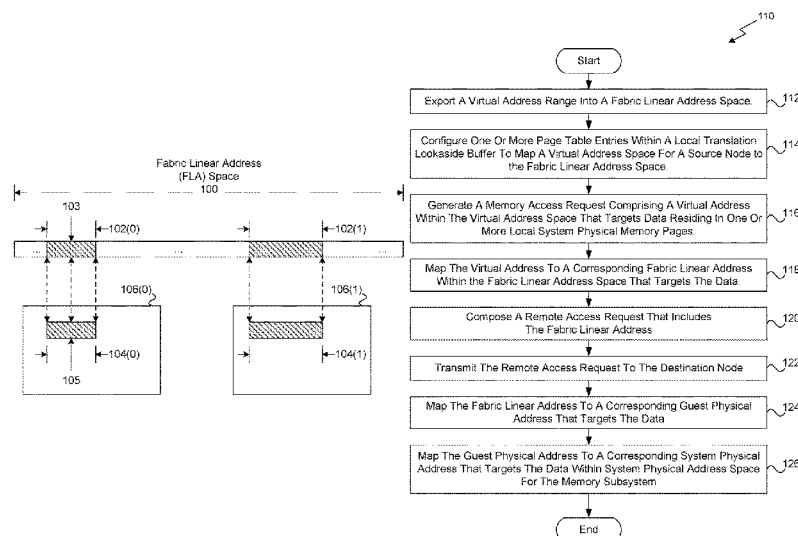 110
Start
Export A Virtual Address Range Into A Fabric Linear Address Space.
112
Configure One Or More Page Table Entries Within A Local Translation
Lookaside Buffer To Map A Virtual Address Space For A Source Node to
the Fabric Linear Address Space.
114
Generate A Memory Access Request Comprising A Virtual Address
Within The Virtual Address Space That Targets Data Residing In One Or
More Local System Physical Memory Pages.
116
Map The Virtual Address To A Corresponding Fabric Linear Address
Within the Fabric Linear Address Space That Targets The Data.
118
Compose A Remote Access Request That Includes
The Fabric Linear Address
120
Transmit The Remote Access Request To The Destination Node
122
Map The Fabric Linear Address To A Corresponding Guest Physical
Address That Targets The Data
124
Map The Guest Physical Address To A Corresponding System Physical
Address That Targets The Data Within System Physical Address Space
For The Memory Subsystem
126
End
Fabric Linear Address
(FLA) Space
100
103
102(0)
102(1)
...
...
...
106(0)
106(1)
104(0)
104(1)
105